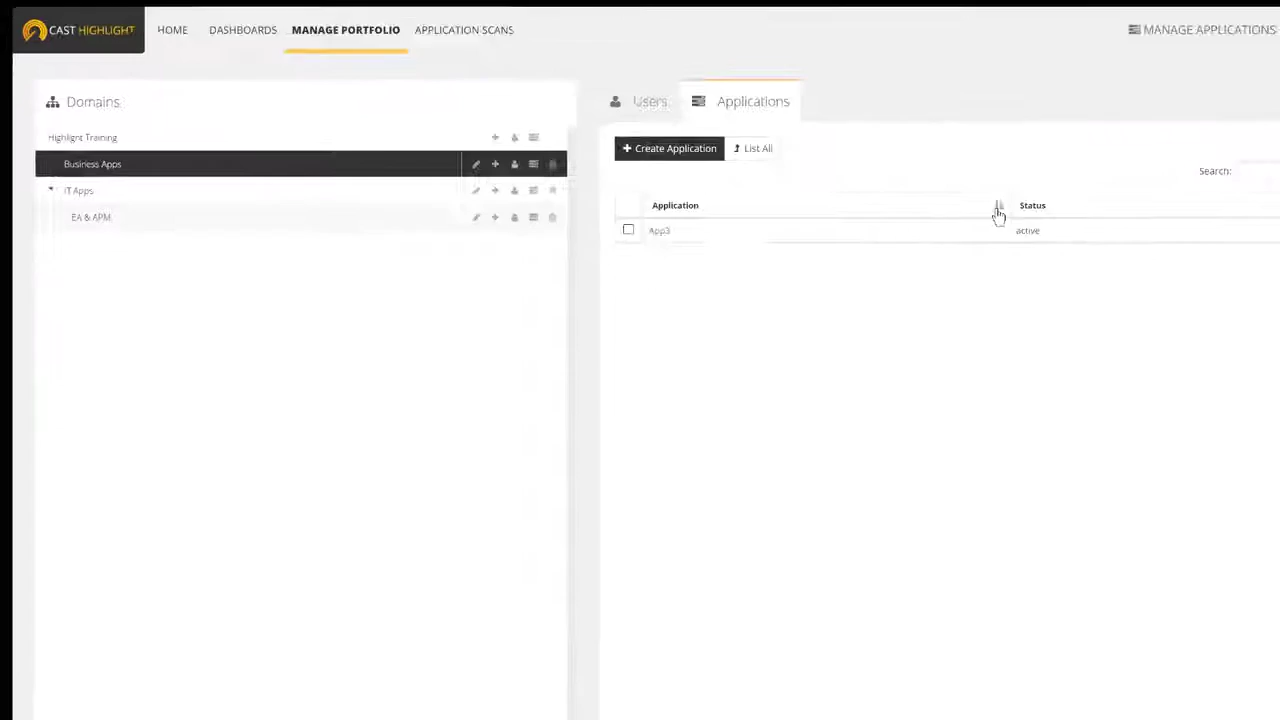 CAST HIGHLIGHT HOME DASHBOARDS MANAGE PORTFOLIO APPLICATION SCANS MANAGE APPLICATIONS
Domains
Highlight Training
Business Apps
IT Apps
EA & APM
Users Applications
Create Application List All
Search:
Application Status
App3 active